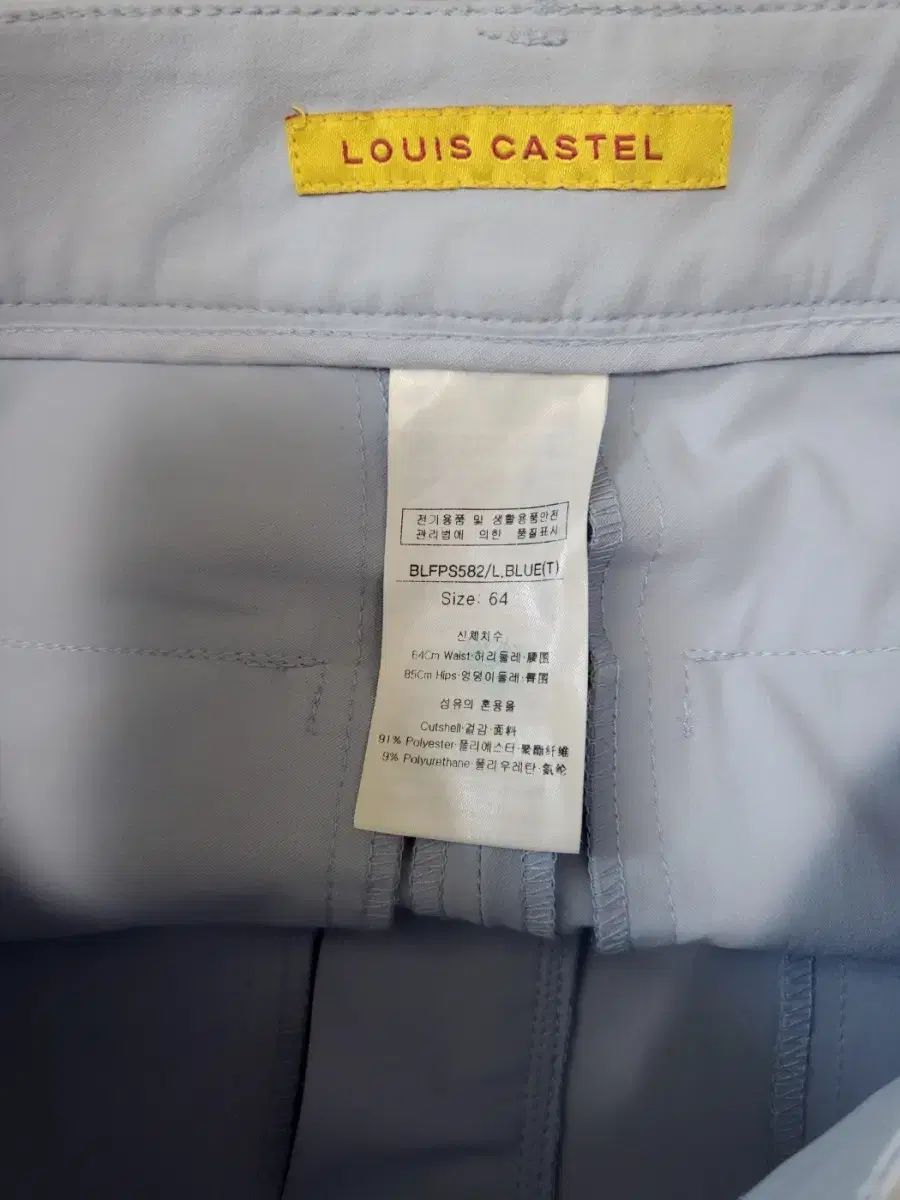 LOUIS CASTEL
전기용품 및 생활용품안전
관리법에 의한 품질표시
BLFPS582/L.BLUE(T)
Size: 64
신체치수
64Cm Waist·허리둘레·腰围
85Cm Hips·엉덩이둘레·臀围
섬유의 혼용율
Cutshell·겉감·面料
91% Polyester·폴리에스터·聚酯纤维
9% Polyurethane·폴리우레탄·氨纶